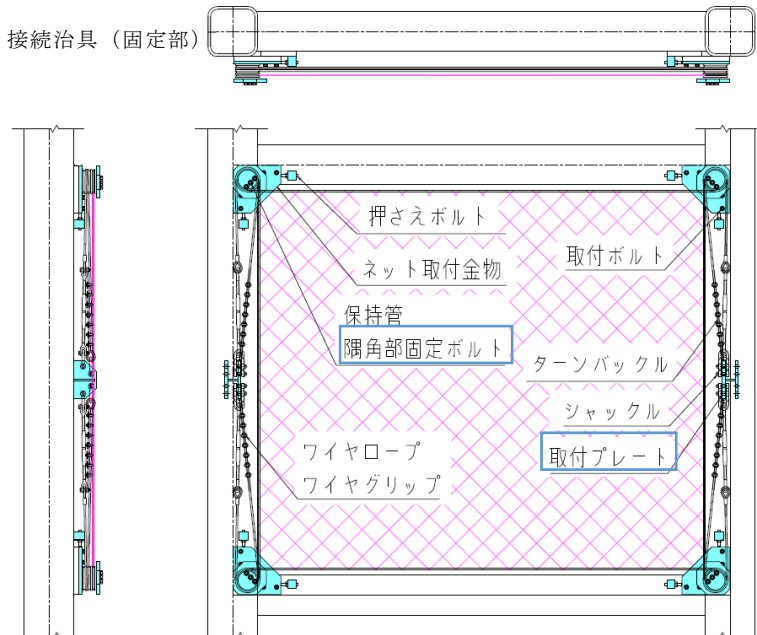 接続治具（固定部）
押さえボルト
取付ボルト
ネット取付金物
保持管
隅角部固定ボルト
ターンバックル
シャックル
取付プレート
ワイヤロープ
ワイヤグリップ